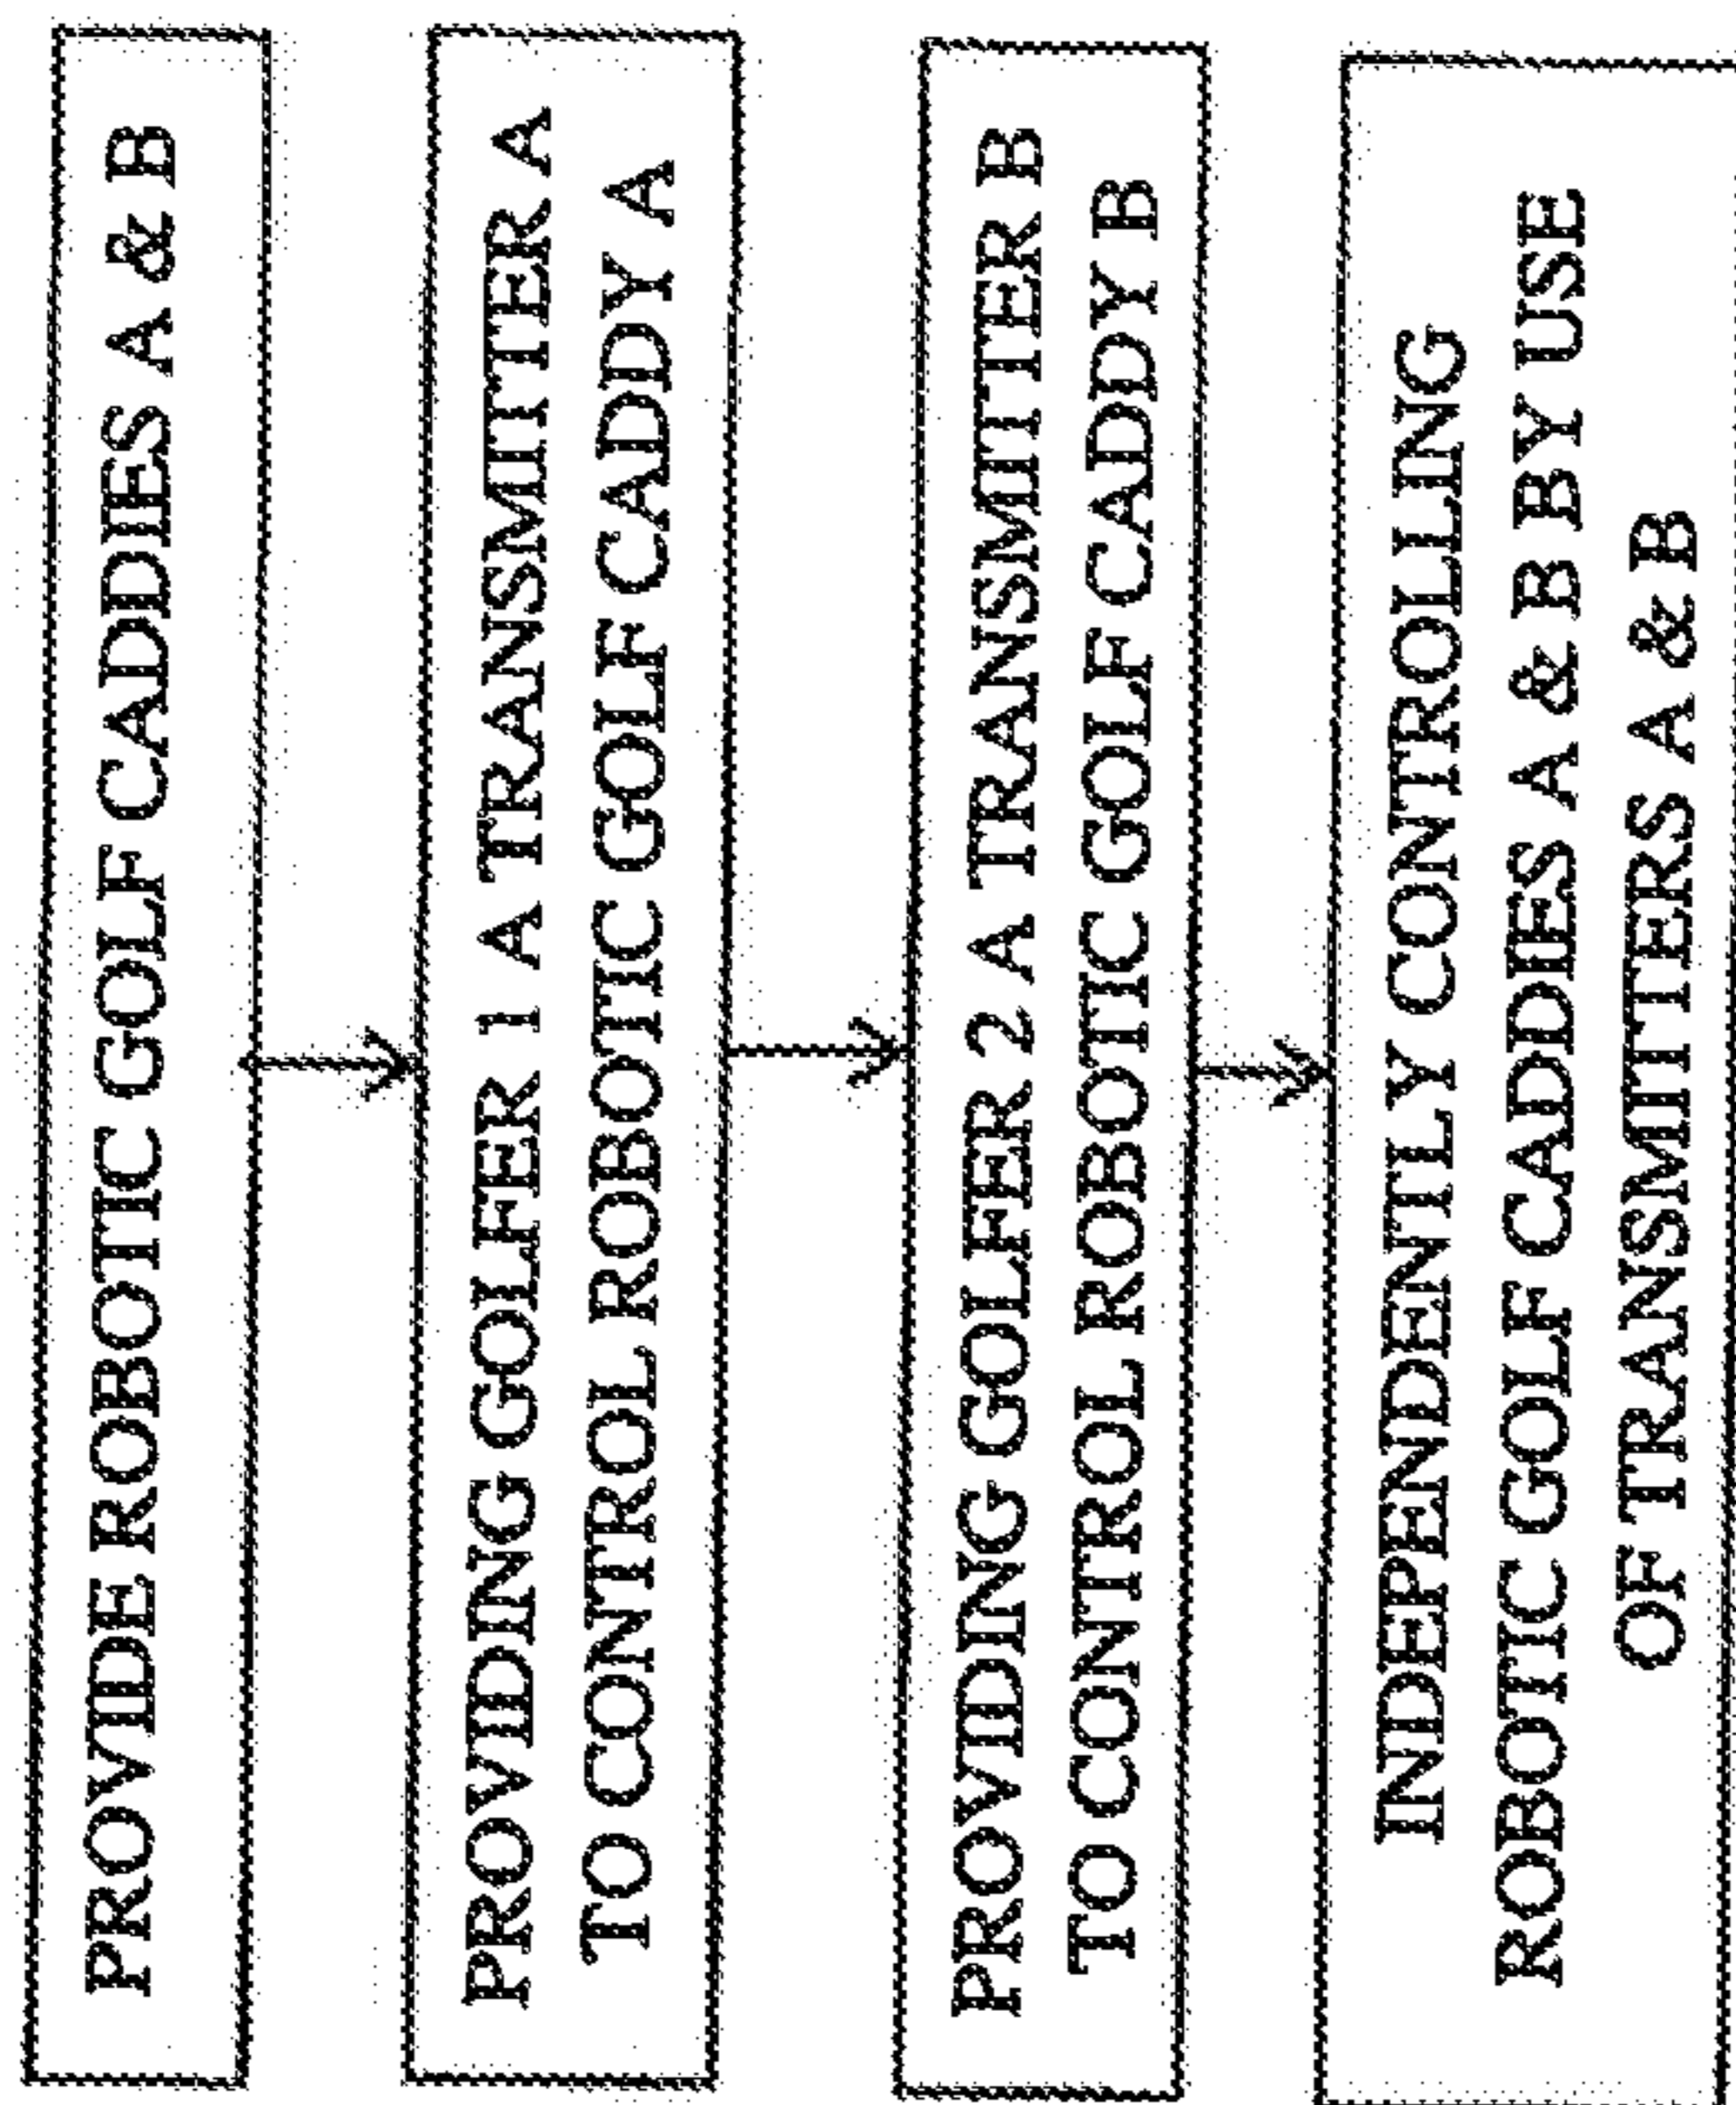 PROVIDE ROBOTIC GOLF CADDIES A & B
PROVIDING GOLFER 1 A TRANSMITTER A
TO CONTROL ROBOTIC GOLF CADDY A
PROVIDING GOLFER 2 A TRANSMITTER B
TO CONTROL ROBOTIC GOLF CADDY B
INDEPENDENTLY CONTROLLING
ROBOTIC GOLF CADDIES A & B BY USE
OF TRANSMITTERS A & B